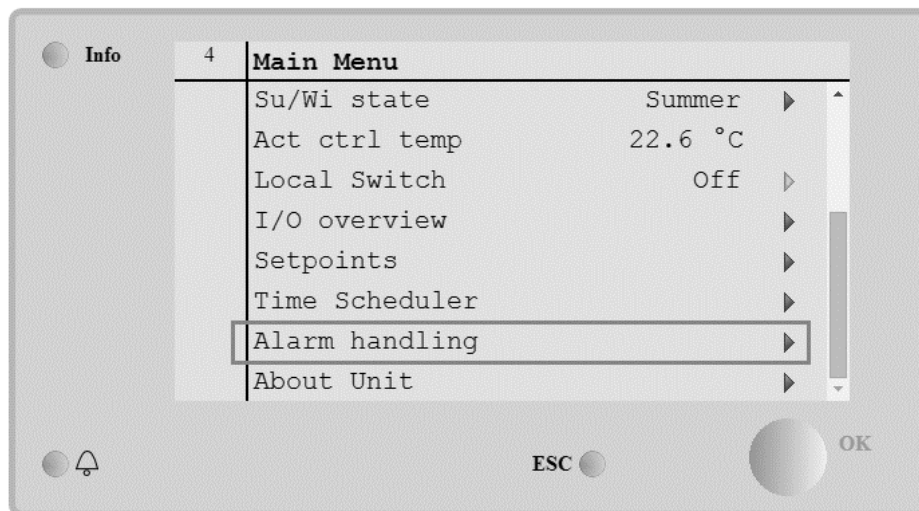 Info
4 Main Menu
Su/Wi state Summer
Act ctrl temp 22.6 °C
Local Switch Off
I/O overview
Setpoints
Time Scheduler
Alarm handling
About Unit
ESC
OK